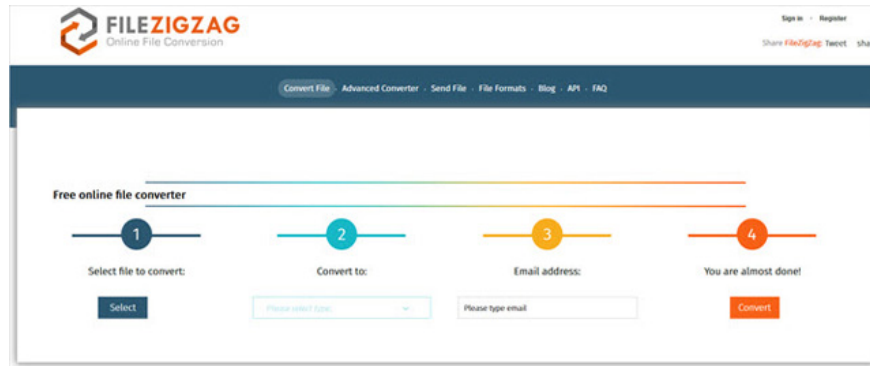 FILEZIGZAG
Online File Conversion
Sign in - Register
Share FileZigZag: Tweet sha
Convert File - Advanced Converter - Send File - File Formats - Blog - API - FAQ
Free online file converter
1 2 3 4
Select file to convert: Convert to: Email address: You are almost done!
Select Please select type: Please type email Convert